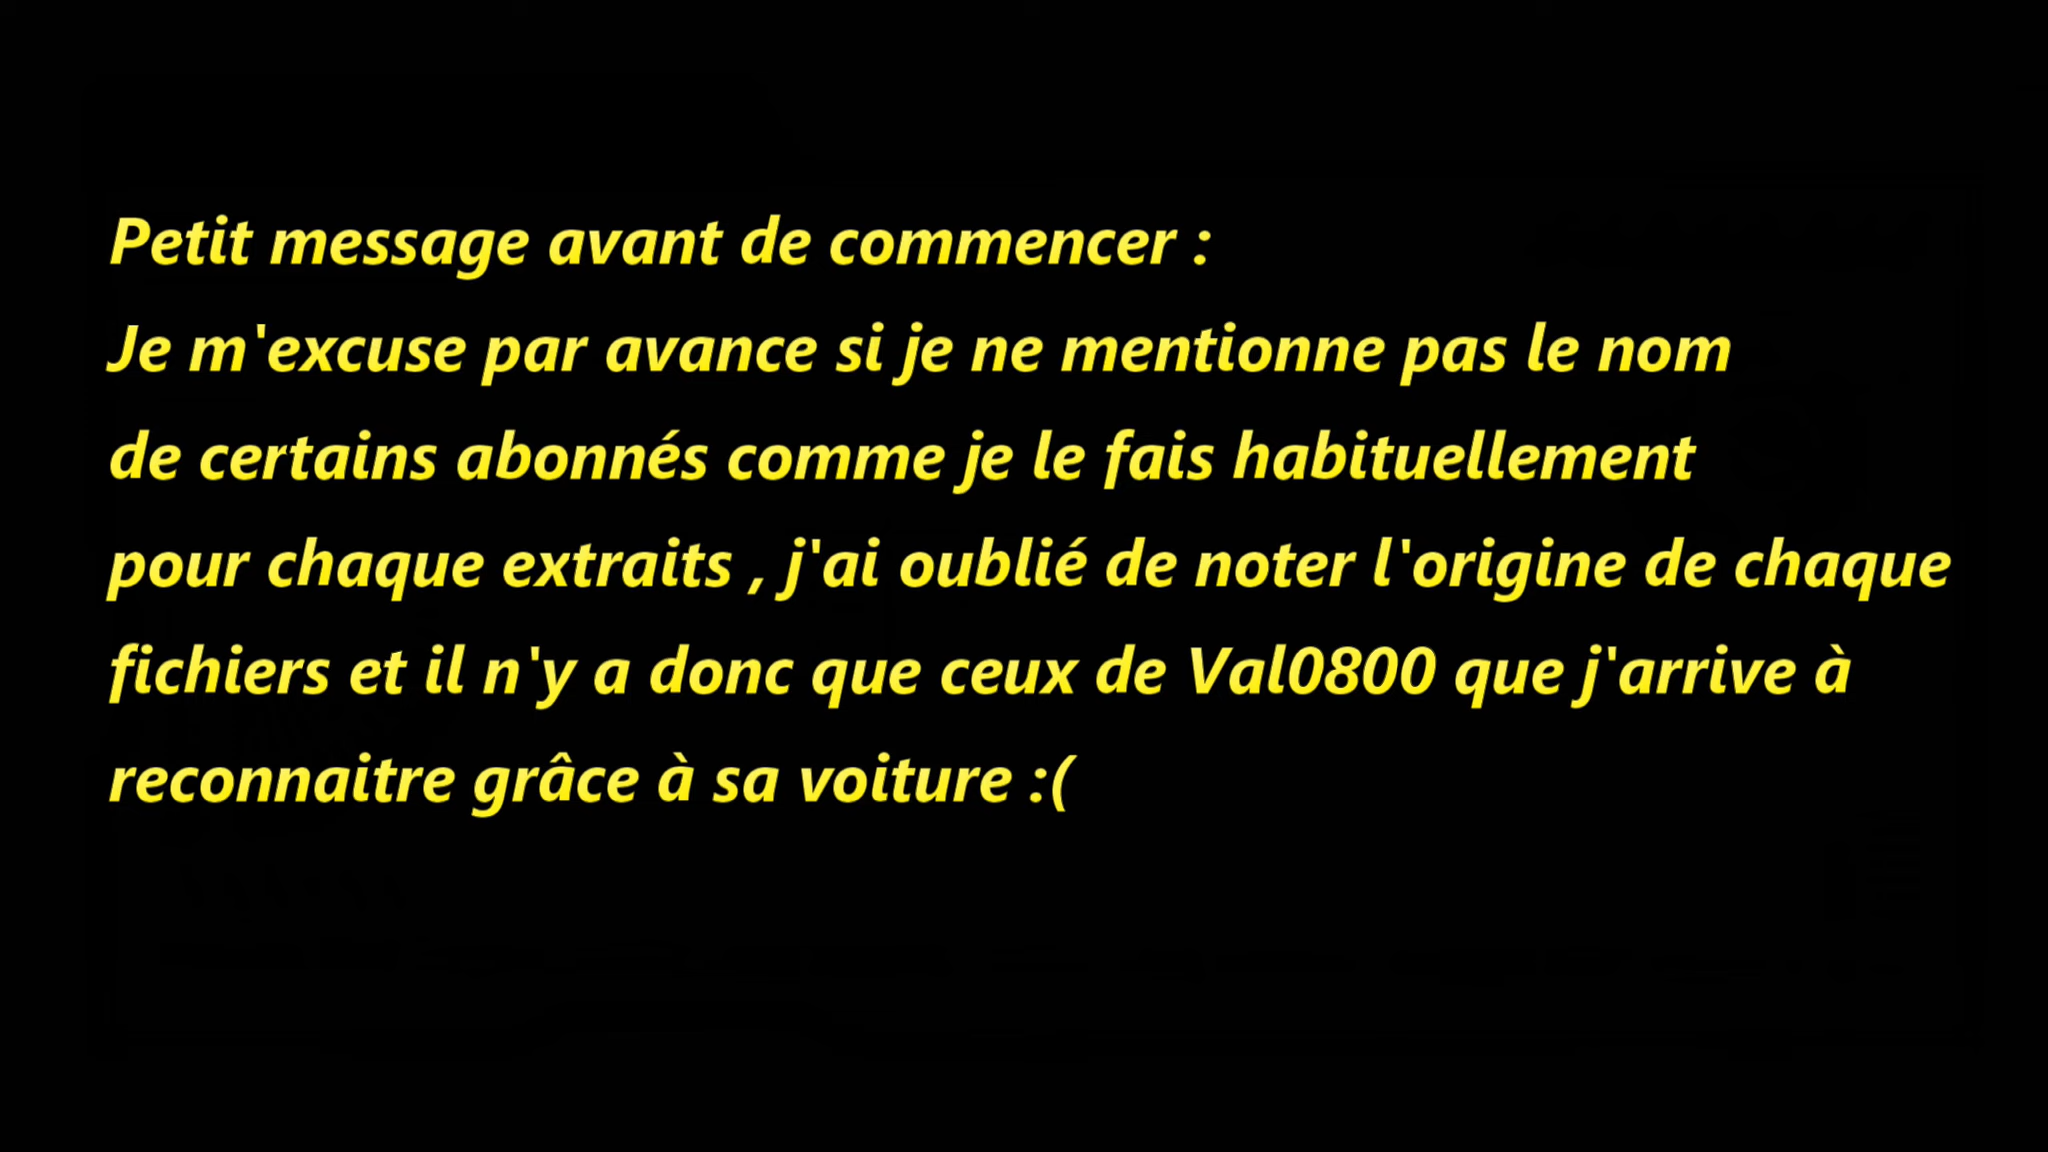 Petit message avant de commencer :
Je m'excuse par avance si je ne mentionne pas le nom
de certains abonnés comme je le fais habituellement
pour chaque extraits , j'ai oublié de noter l'origine de chaque
fichiers et il n'y a donc que ceux de Val0800 que j'arrive à
reconnaitre grâce à sa voiture :(